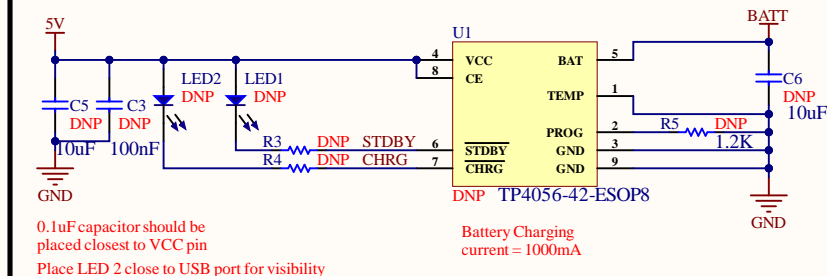 5V
BATT
U1
4 VCC BAT 5
8 CE
LED2 LED1
DNP DNP
C5 C3
DNP DNP
10uF 100nF
TEMP 1
C6
DNP
10uF
PROG 2 R5 DNP
1.2K
R3 DNP STDBY 6 STDBY GND 3
R4 DNP CHRG 7 CHRG GND 9
DNP TP4056-42-ESOP8
GND
GND
0.1uF capacitor should be
placed closest to VCC pin
Place LED 2 close to USB port for visibility
Battery Charging
current = 1000mA